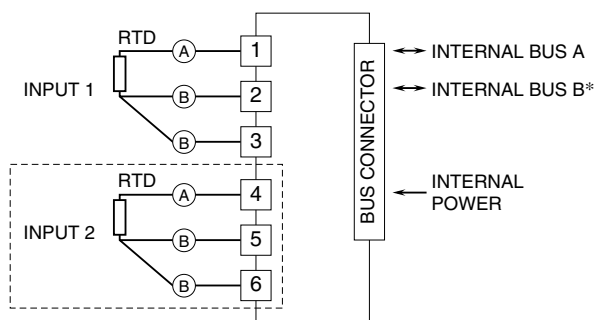 RTD
INPUT 1
A
B
B
1
2
3
RTD
INPUT 2
A
B
B
4
5
6
BUS CONNECTOR
INTERNAL BUS A
INTERNAL BUS B*
INTERNAL
POWER